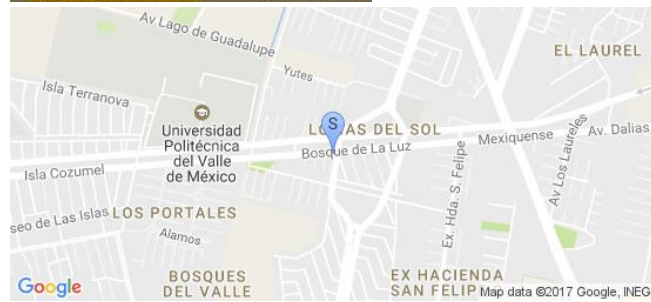 Av Lago de Guadalupe
EL LAUREL
Yutes
Isla Terranova
S
Universidad
Politécnica
del Valle
de México
LOMAS DEL SOL
Bosque de La Luz
Mexiquense
Av. Dalias
Isla Cozumel
Ex. Hda. S. Felipe
Av Los Laureles
seo de Las Islas
LOS PORTALES
Alamos
BOSQUES
DEL VALLE
EX HACIENDA
SAN FELIP
Google
Map data ©2017 Google, INEG